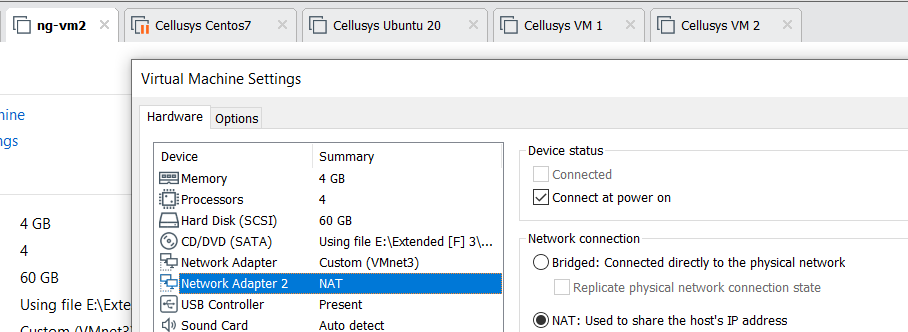 ng-vm2 Cellusys Centos7 Cellusys Ubuntu 20 Cellusys VM 1 Cellusys VM 2
Virtual Machine Settings
Hardware Options
hine
ngs
4 GB
4
60 GB
Using file E:\Exte
Device Summary
Memory 4 GB
Processors 4
Hard Disk (SCSI) 60 GB
CD/DVD (SATA) Using file E:\Extended [F] 3\...
Network Adapter Custom (VMnet3)
Network Adapter 2 NAT
USB Controller Present
Sound Card Auto detect
Device status
Connected
Connect at power on
Network connection
Bridged: Connected directly to the physical network
Replicate physical network connection state
NAT: Used to share the host's IP address